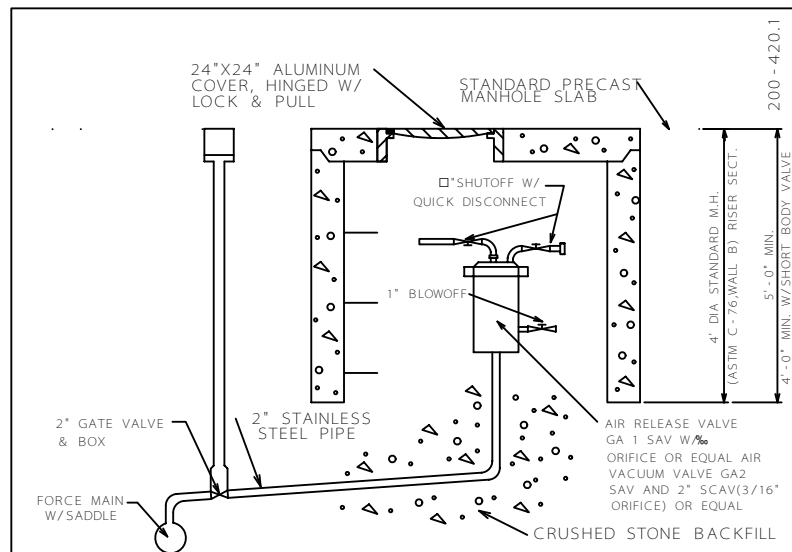 24"X24" ALUMINUM
COVER, HINGED W/
LOCK & PULL
STANDARD PRECAST
MANHOLE SLAB
200-420.1
□"SHUTOFF W/
QUICK DISCONNECT
1" BLOWOFF
4' DIA STANDARD M.H.
(ASTM C-76,WALL B) RISER SECT.
5'-0" MIN.
4'-0" MIN. W/SHORT BODY VALVE
2" GATE VALVE
& BOX
2" STAINLESS
STEEL PIPE
AIR RELEASE VALVE
GA 1 SAV W/‰
ORIFICE OR EQUAL AIR
VACUUM VALVE GA2
SAV AND 2" SCAV(3/16"
ORIFICE) OR EQUAL
FORCE MAIN
W/SADDLE
CRUSHED STONE BACKFILL